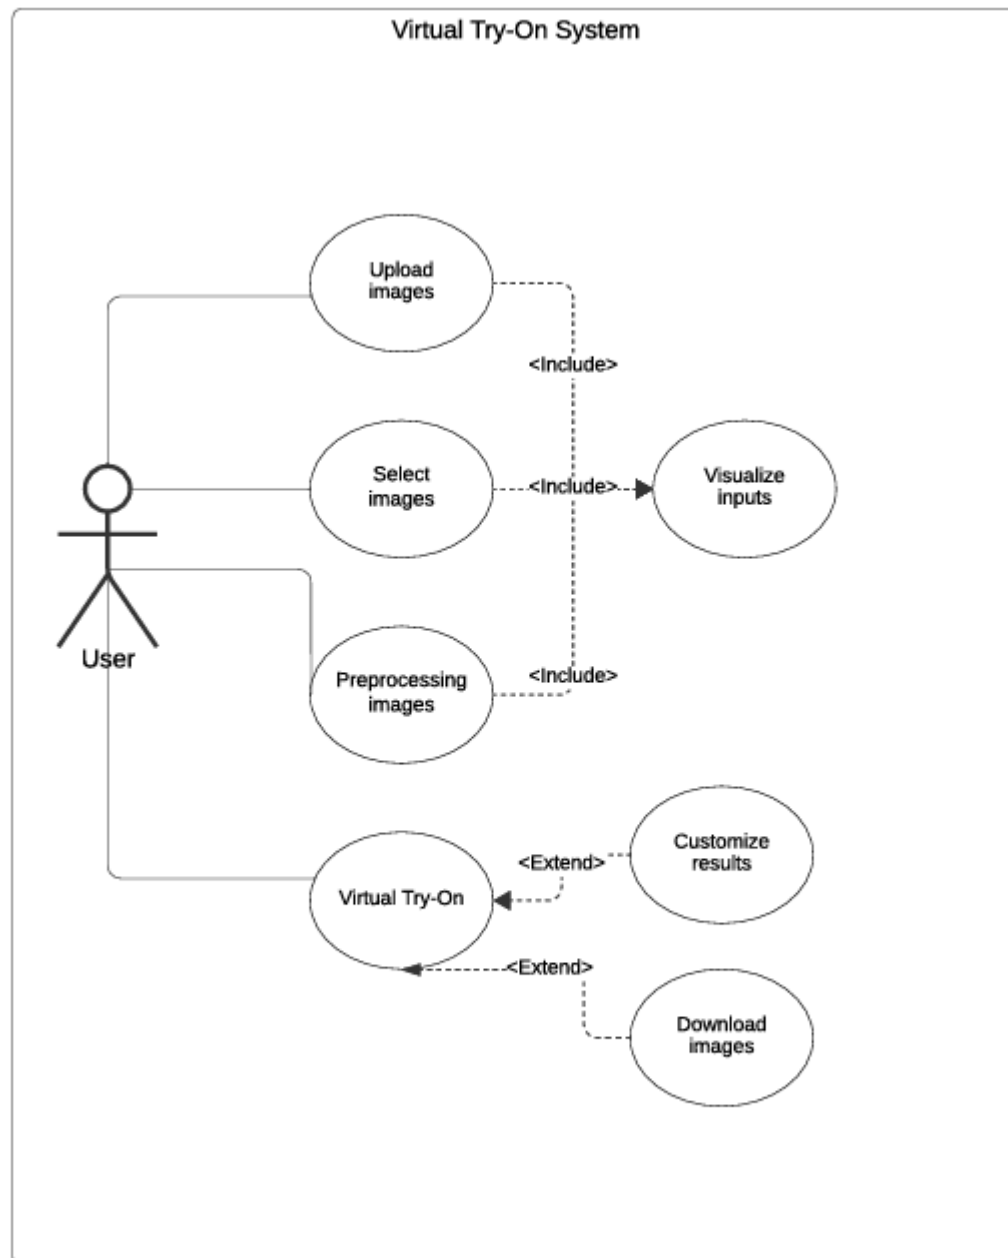 Virtual Try-On System
Upload
images
<Include>
Select
images
<Include>
Visualize
inputs
User
Preprocessing
images
<Include>
Customize
results
<Extend>
Virtual Try-On
<Extend>
Download
images